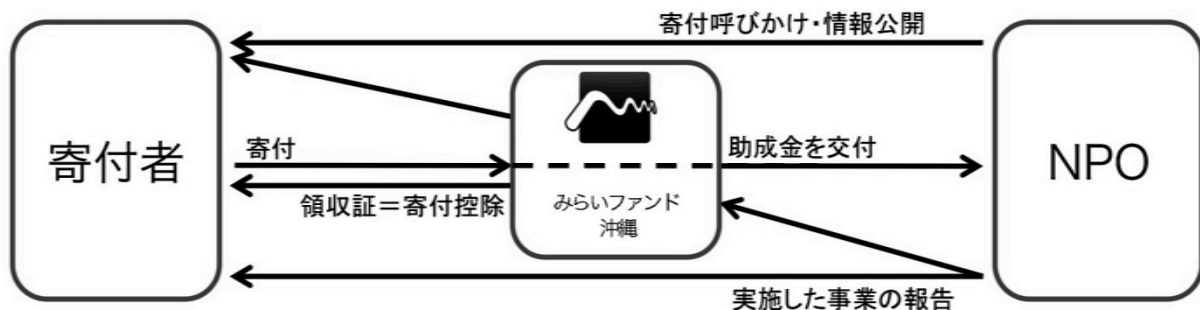 寄付呼びかけ・情報公開
寄付者
寄付
助成金を交付
NPO
領収証＝寄付控除
みらいファンド
沖縄
実施した事業の報告